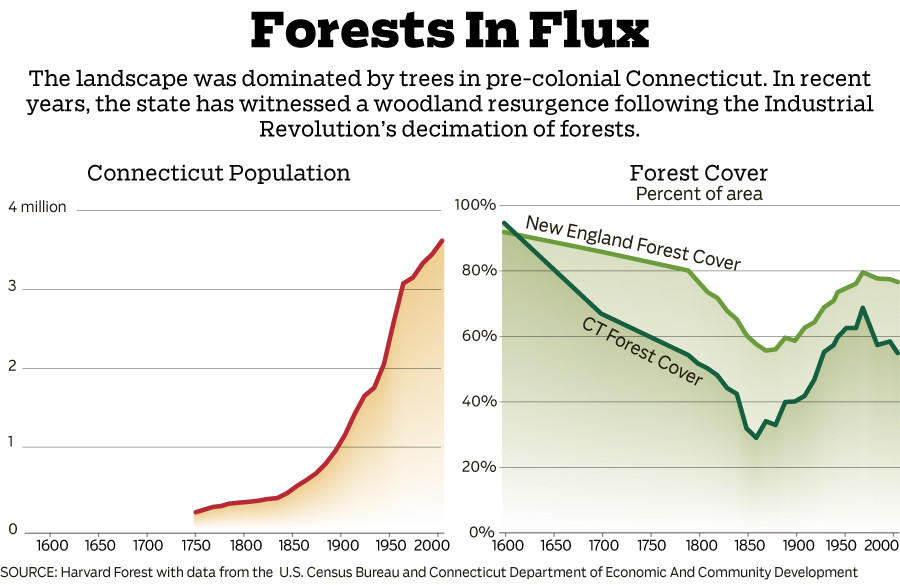 Forests In Flux
The landscape was dominated by trees in pre-colonial Connecticut. In recent
years, the state has witnessed a woodland resurgence following the Industrial
Revolution's decimation of forests.
Connecticut Population
4 million
3
2
1
0
1600 1650 1700 1750 1800 1850 1900 1950 2000
Forest Cover
Percent of area
100%
80%
60%
40%
20%
0%
New England Forest Cover
CT Forest Cover
1600 1650 1700 1750 1800 1850 1900 1950 2000
SOURCE: Harvard Forest with data from the U.S. Census Bureau and Connecticut Department of Economic And Community Development